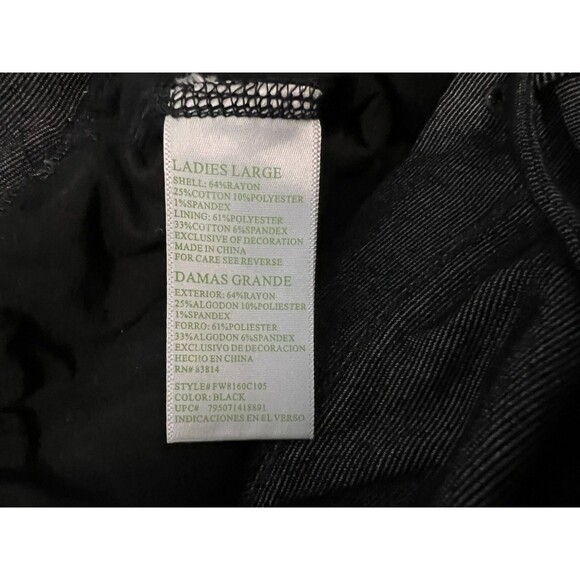 LADIES LARGE
SHELL: 64%RAYON
25%COTTON 10%POLYESTER
1%SPANDEX
LINING: 61%POLYESTER
33%COTTON 6%SPANDEX
EXCLUSIVE OF DECORATION
MADE IN CHINA
FOR CARE SEE REVERSE
DAMAS GRANDE
EXTERIOR: 64%RAYON
25%ALGODON 10%POLIESTER
1%SPANDEX
FORRO: 61%POLIESTER
33%ALGODON 6%SPANDEX
EXCLUSIVO DE DECORACION
HECHO EN CHINA
RN# 83814
STYLE# FW8160C105
COLOR: BLACK
UPC# 795071418891
INDICACIONES EN EL VERSO